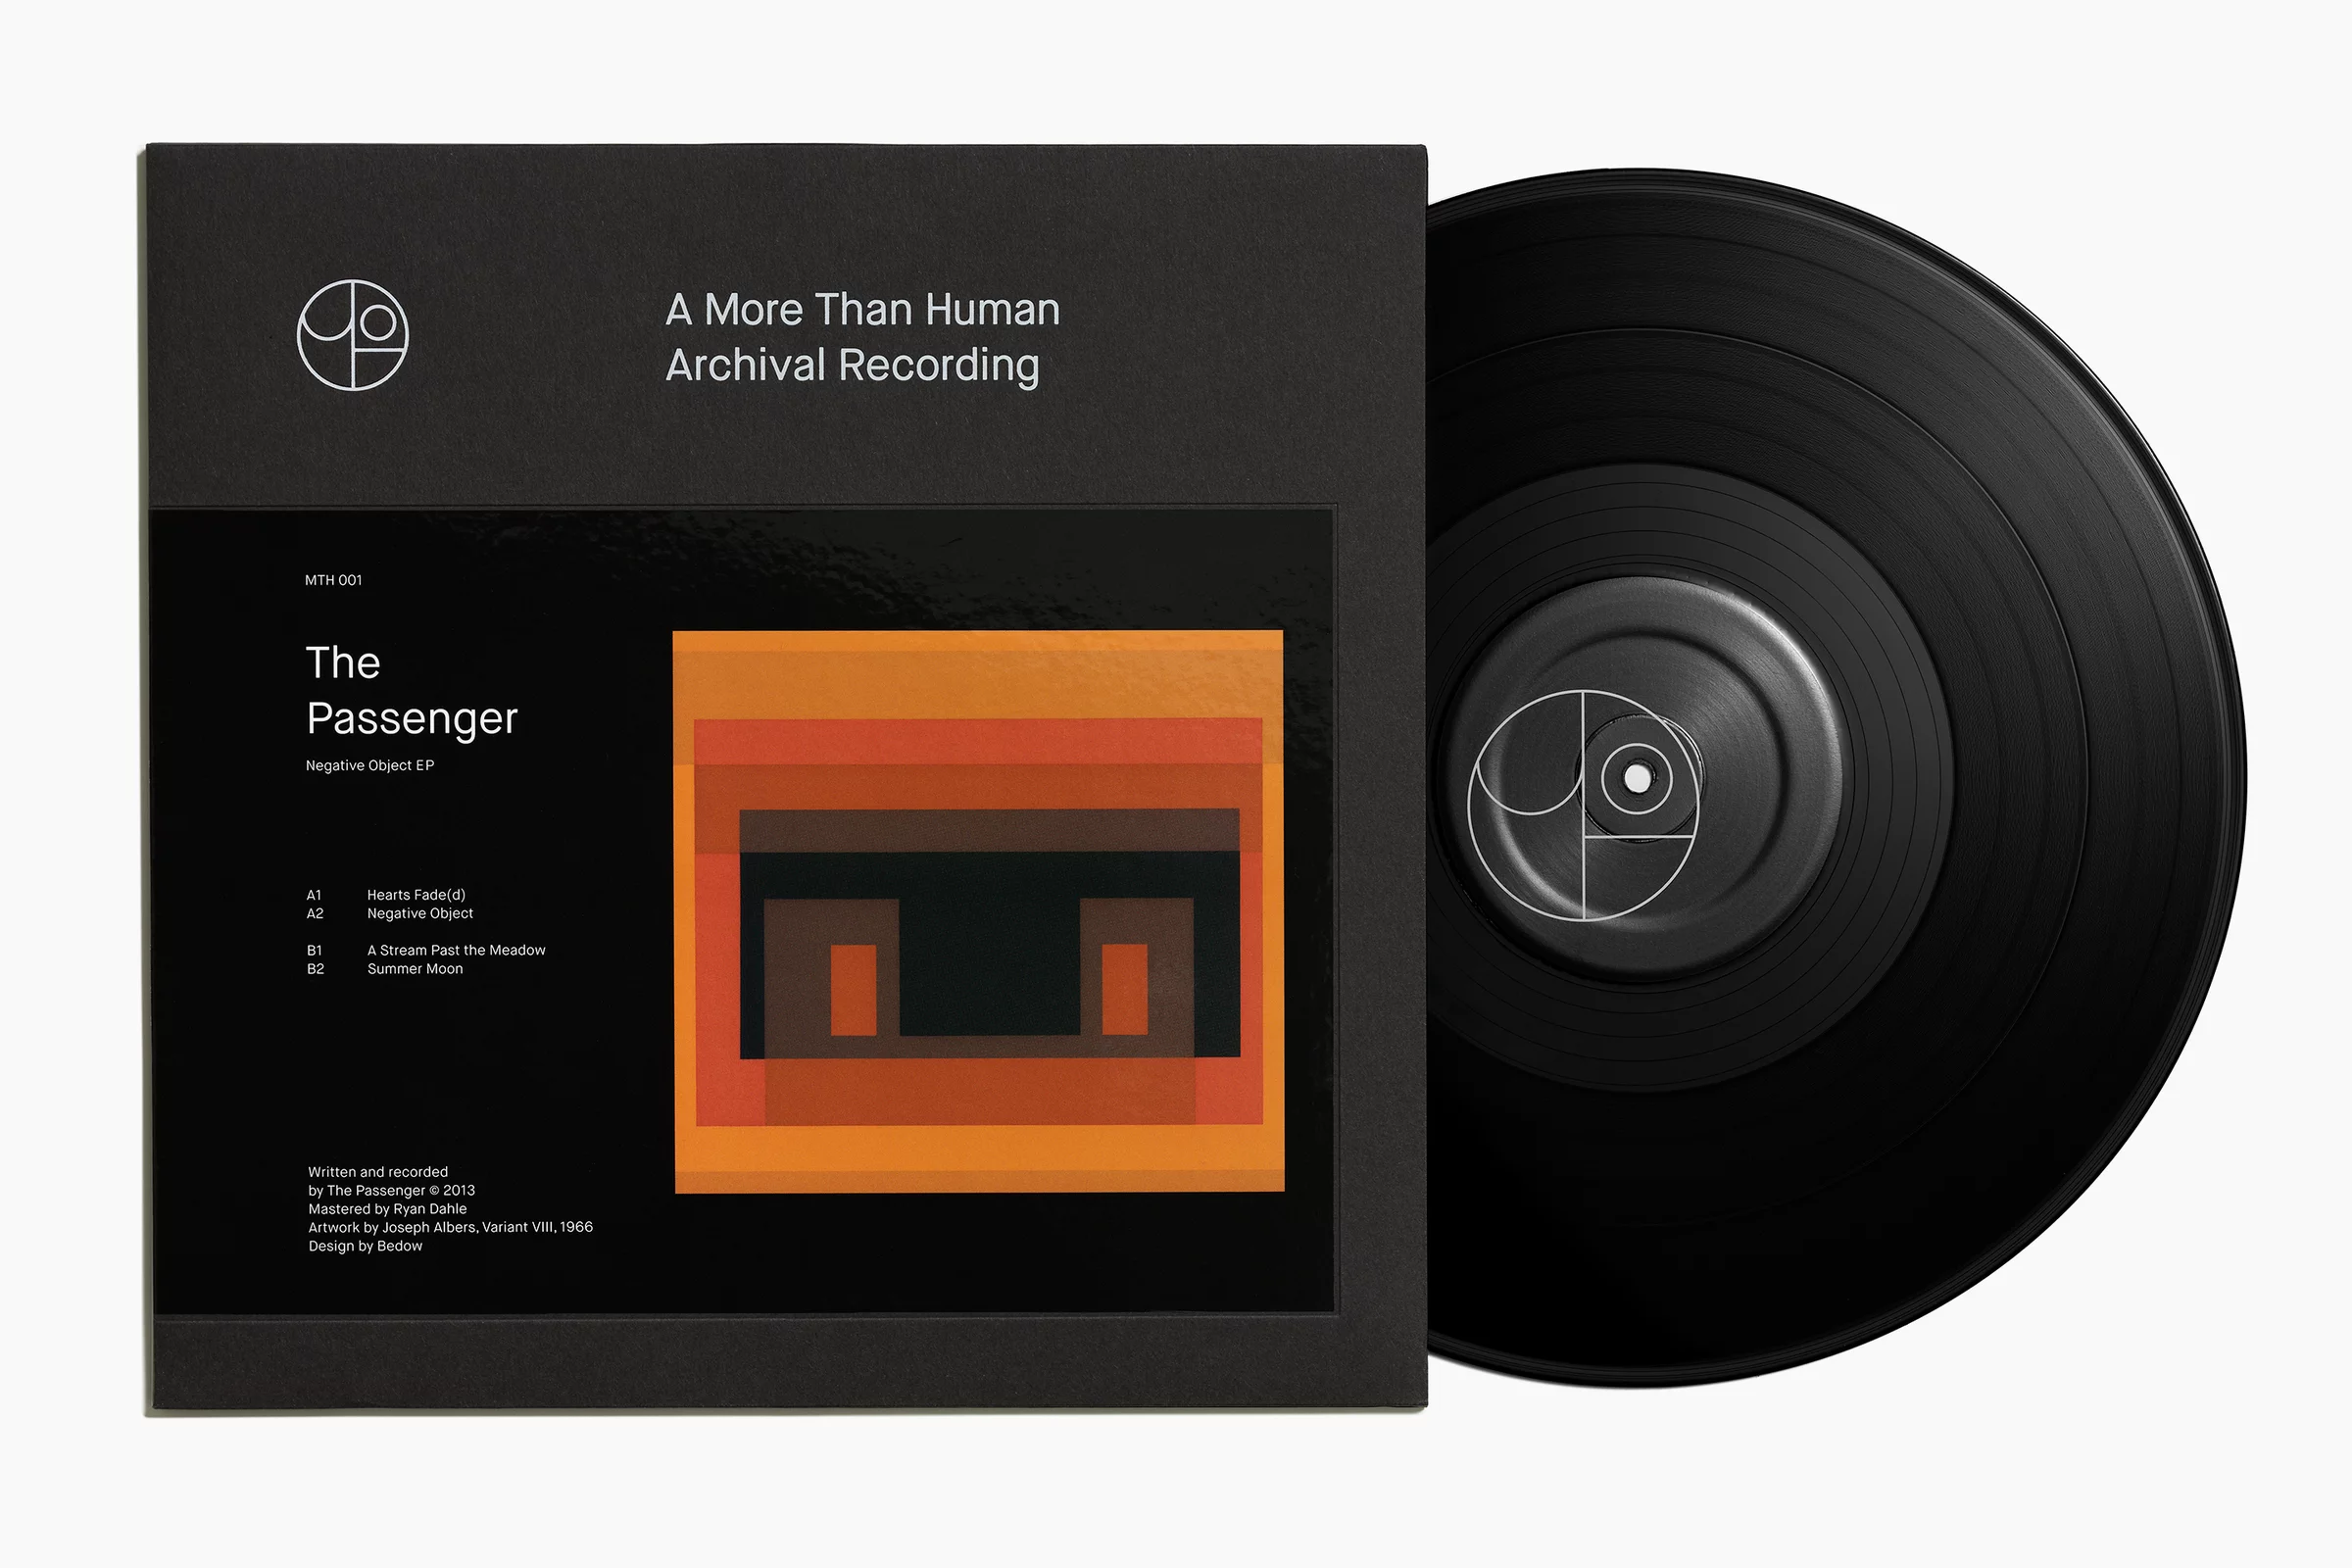 A More Than Human
Archival Recording
MTH 001
The
Passenger
Negative Object EP
A1 Hearts Fade(d)
A2 Negative Object
B1 A Stream Past the Meadow
B2 Summer Moon
Written and recorded
by The Passenger © 2013
Mastered by Ryan Dahle
Artwork by Joseph Albers, Variant VIII, 1966
Design by Bedow